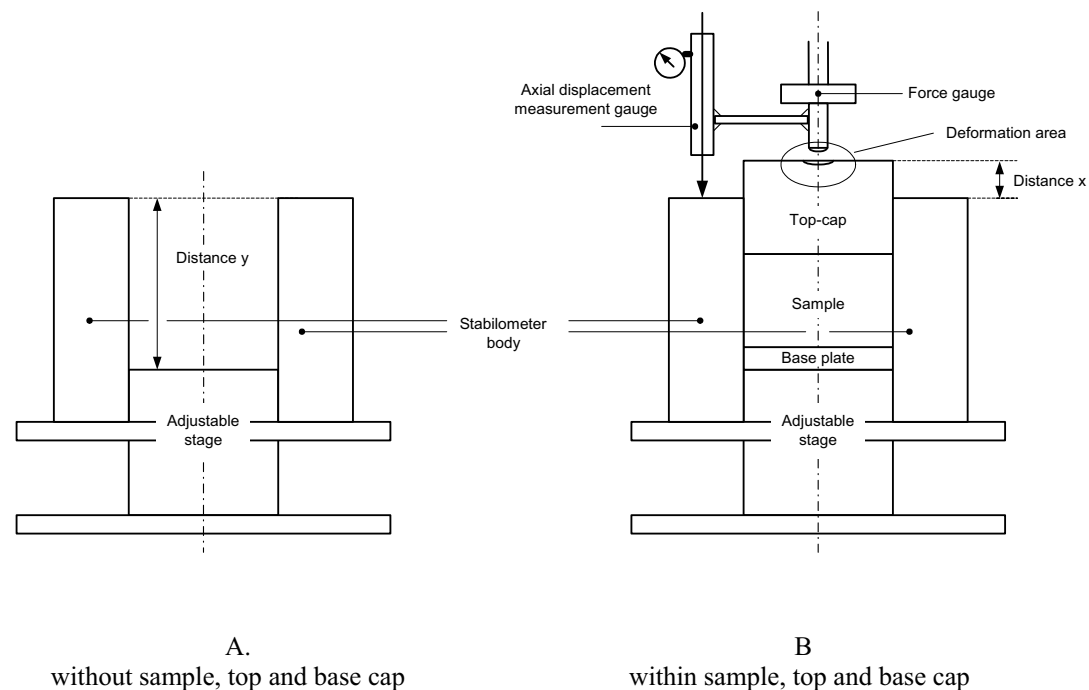 Axial displacement
measurement gauge
Force gauge
Deformation area
Distance x
Top-cap
Distance y
Sample
Stabilometer
body
Base plate
Adjustable
stage
Adjustable
stage
A.
without sample, top and base cap
B
within sample, top and base cap